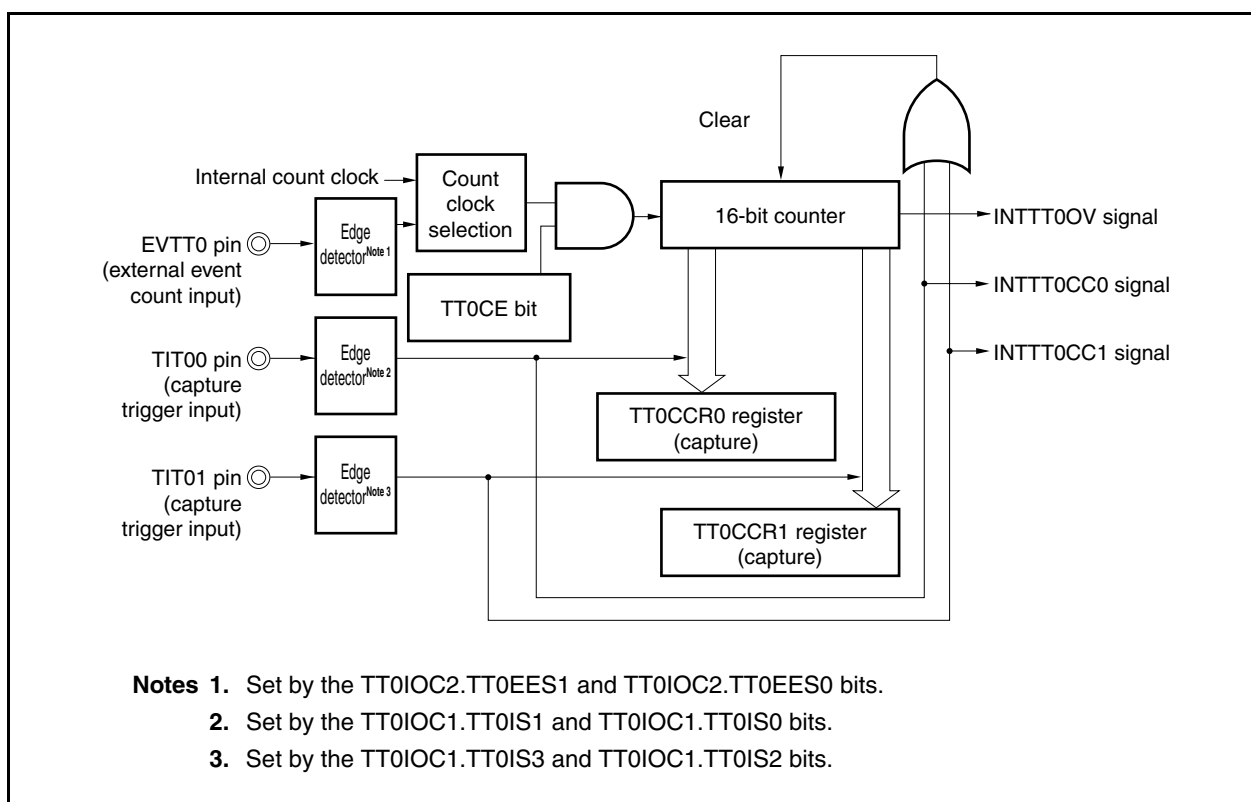 Clear
Internal count clock
Count
clock
selection
16-bit counter
INTTT0OV signal
EVTT0 pin
(external event
count input)
Edge
detectorNote 1
TT0CE bit
INTTT0CC0 signal
TIT00 pin
(capture
trigger input)
Edge
detectorNote 2
INTTT0CC1 signal
TT0CCR0 register
(capture)
TIT01 pin
(capture
trigger input)
Edge
detectorNote 3
TT0CCR1 register
(capture)
Notes 1. Set by the TT0IOC2.TT0EES1 and TT0IOC2.TT0EES0 bits.
2. Set by the TT0IOC1.TT0IS1 and TT0IOC1.TT0IS0 bits.
3. Set by the TT0IOC1.TT0IS3 and TT0IOC1.TT0IS2 bits.